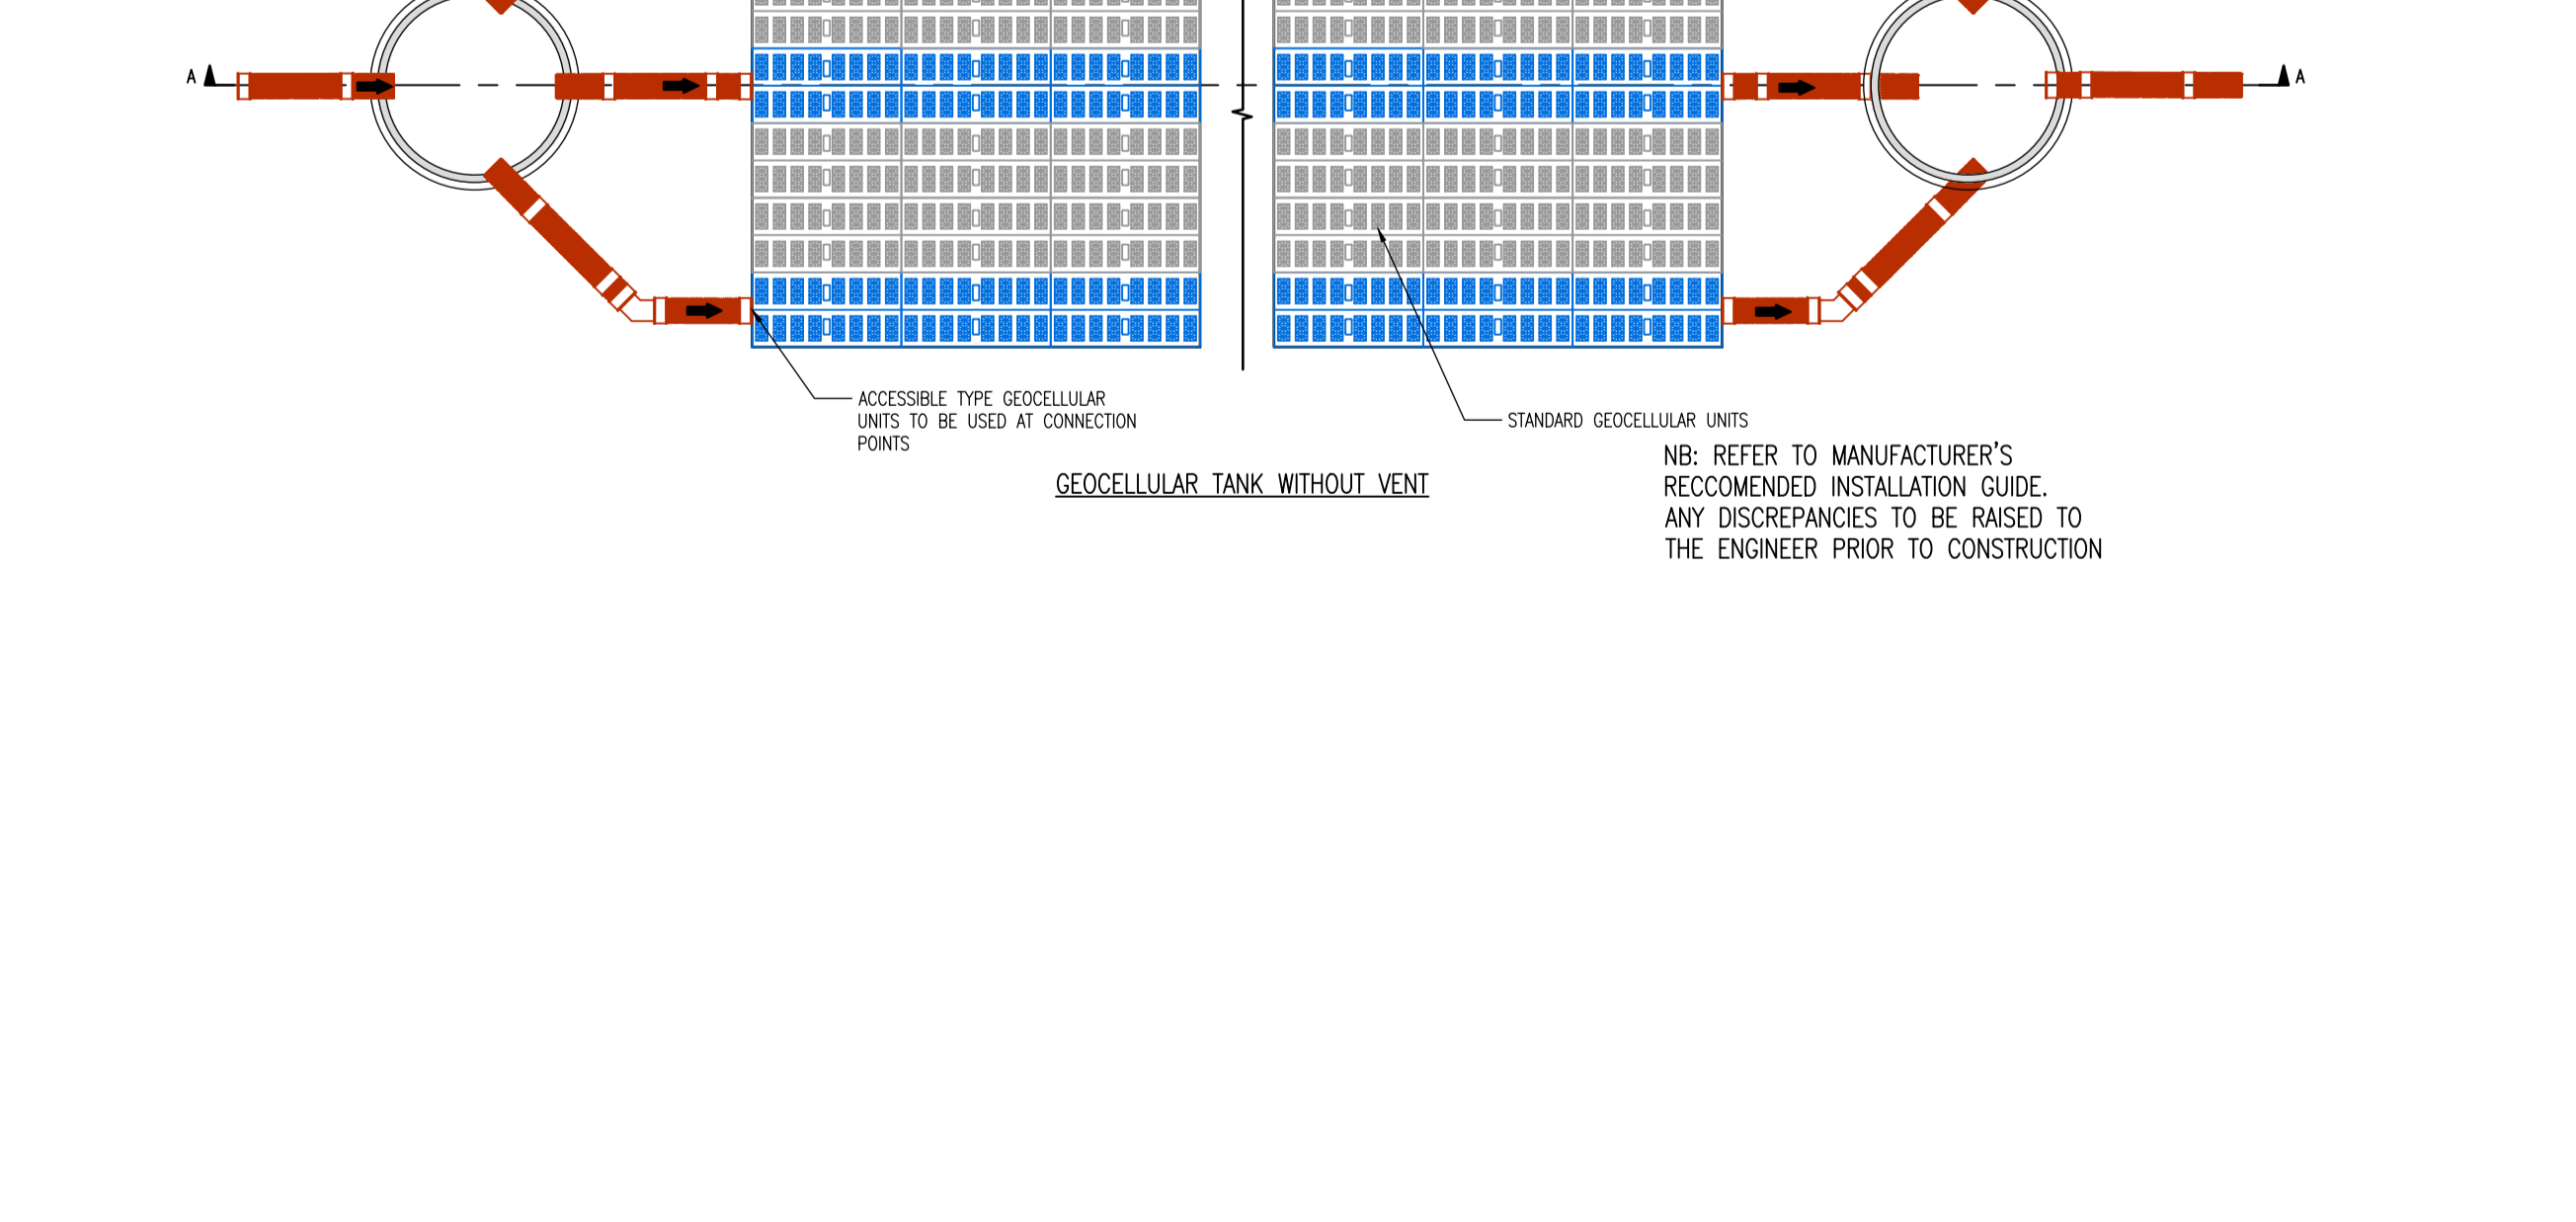 A
A
ACCESSIBLE TYPE GEOCELLULAR
UNITS TO BE USED AT CONNECTION
POINTS
STANDARD GEOCELLULAR UNITS
GEOCELLULAR TANK WITHOUT VENT
NB: REFER TO MANUFACTURER'S
RECCOMENDED INSTALLATION GUIDE.
ANY DISCREPANCIES TO BE RAISED TO
THE ENGINEER PRIOR TO CONSTRUCTION